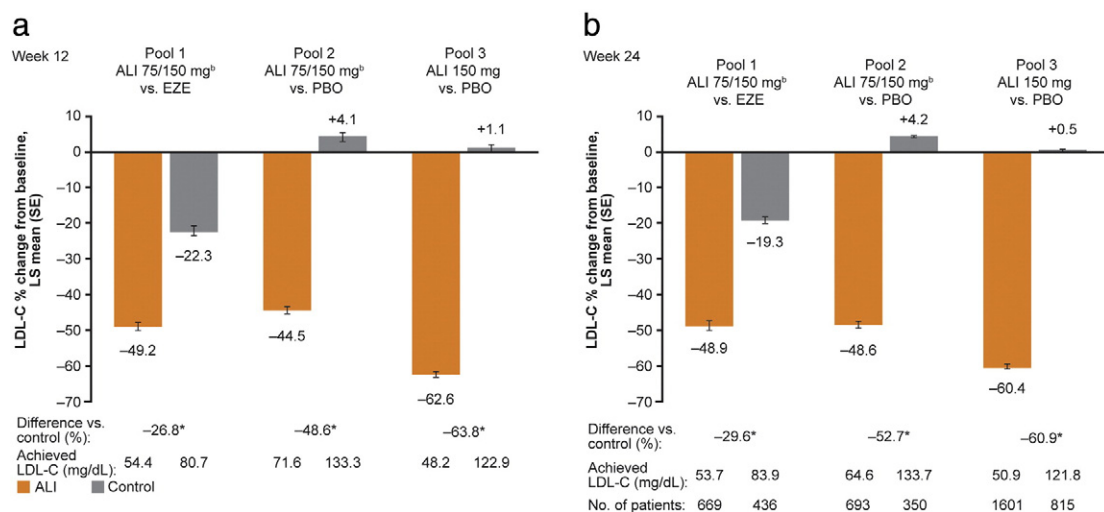 a
Week 12
Pool 1
ALI 75/150 mgᵇ
vs. EZE
Pool 2
ALI 75/150 mgᵇ
vs. PBO
Pool 3
ALI 150 mg
vs. PBO
LDL-C % change from baseline,
LS mean (SE)
10
0
–10
–20
–30
–40
–50
–60
–70
–49.2
–22.3
–44.5
+4.1
–62.6
+1.1
Difference vs.
control (%):
–26.8*
–48.6*
–63.8*
Achieved
LDL-C (mg/dL): 54.4 80.7 71.6 133.3 48.2 122.9
ALI Control
b
Week 24
Pool 1
ALI 75/150 mgᵇ
vs. EZE
Pool 2
ALI 75/150 mgᵇ
vs. PBO
Pool 3
ALI 150 mg
vs. PBO
LDL-C % change from baseline,
LS mean (SE)
10
0
–10
–20
–30
–40
–50
–60
–70
–48.9
–19.3
–48.6
+4.2
–60.4
+0.5
Difference vs.
control (%):
–29.6*
–52.7*
–60.9*
Achieved
LDL-C (mg/dL): 53.7 83.9 64.6 133.7 50.9 121.8
No. of patients: 669 436 693 350 1601 815